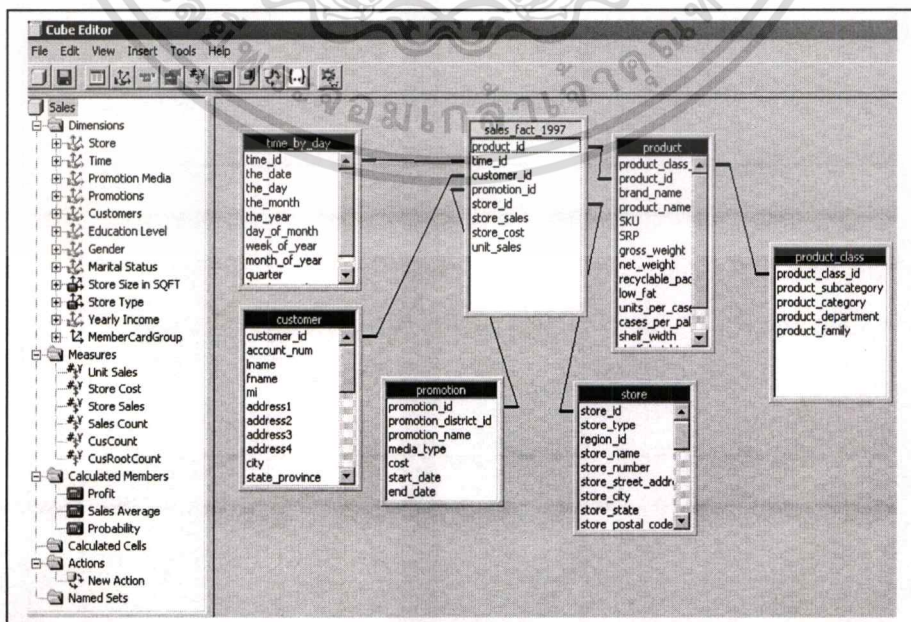 Cube Editor
File Edit View Insert Tools Help
Sales
Dimensions
Store
Time
Promotion Media
Promotions
Customers
Education Level
Gender
Marital Status
Store Size in SQFT
Store Type
Yearly Income
MemberCardGroup
Measures
Unit Sales
Store Cost
Store Sales
Sales Count
CusCount
CusRootCount
Calculated Members
Profit
Sales Average
Probability
Calculated Cells
Actions
New Action
Named Sets
time_by_day
time_id
the_date
the_day
the_month
the_year
day_of_month
week_of_year
month_of_year
quarter
customer
customer_id
account_num
lname
fname
mi
address1
address2
address3
address4
city
state_province
sales_fact_1997
product_id
time_id
customer_id
promotion_id
store_id
store_sales
store_cost
unit_sales
promotion
promotion_id
promotion_district_id
promotion_name
media_type
cost
start_date
end_date
product
product_class_
product_id
brand_name
product_name
SKU
SRP
gross_weight
net_weight
recyclable_pac
low_fat
units_per_case
cases_per_pal
shelf_width
store
store_id
store_type
region_id
store_name
store_number
store_street_addr
store_city
store_state
store_postal_code
product_class
product_class_id
product_subcategory
product_category
product_department
product_family